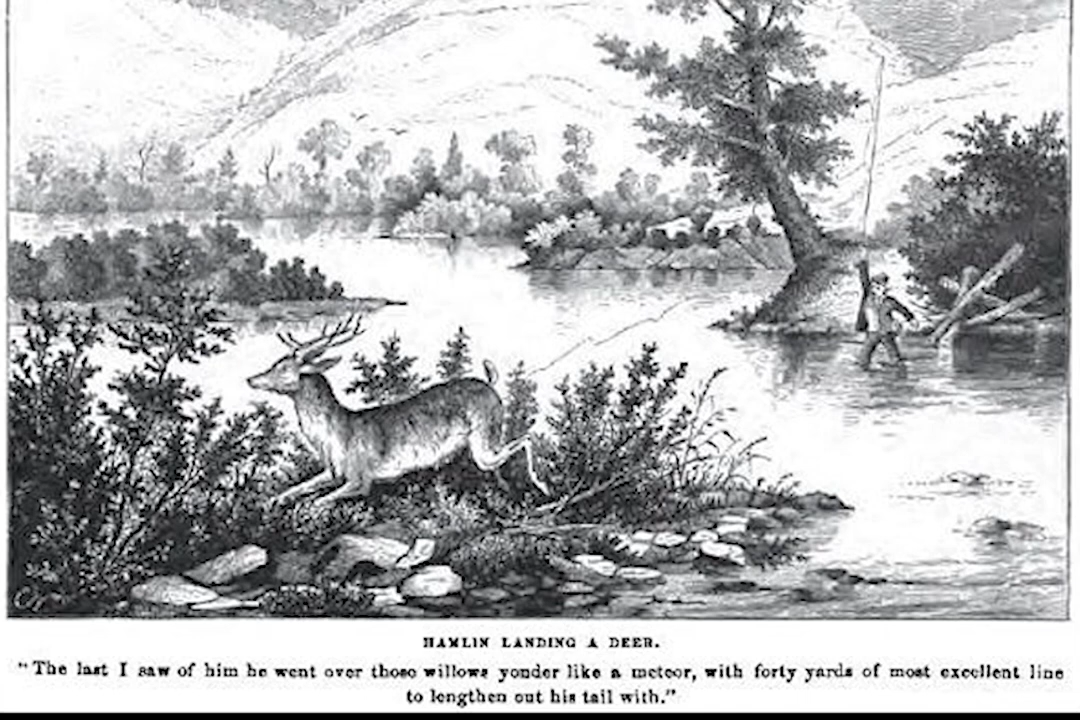 HAMLIN LANDING A DEER.
"The last I saw of him he went over those willows yonder like a meteor, with forty yards of most excellent line
to lengthen out his tail with."